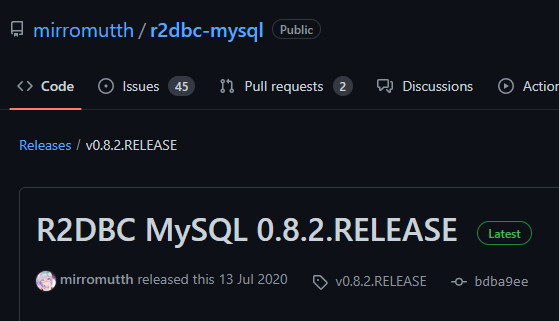 mirromutth / r2dbc-mysql Public
Code Issues 45 Pull requests 2 Discussions
Releases / v0.8.2.RELEASE
R2DBC MySQL 0.8.2.RELEASE Latest
mirromutth released this 13 Jul 2020 v0.8.2.RELEASE bdba9ee